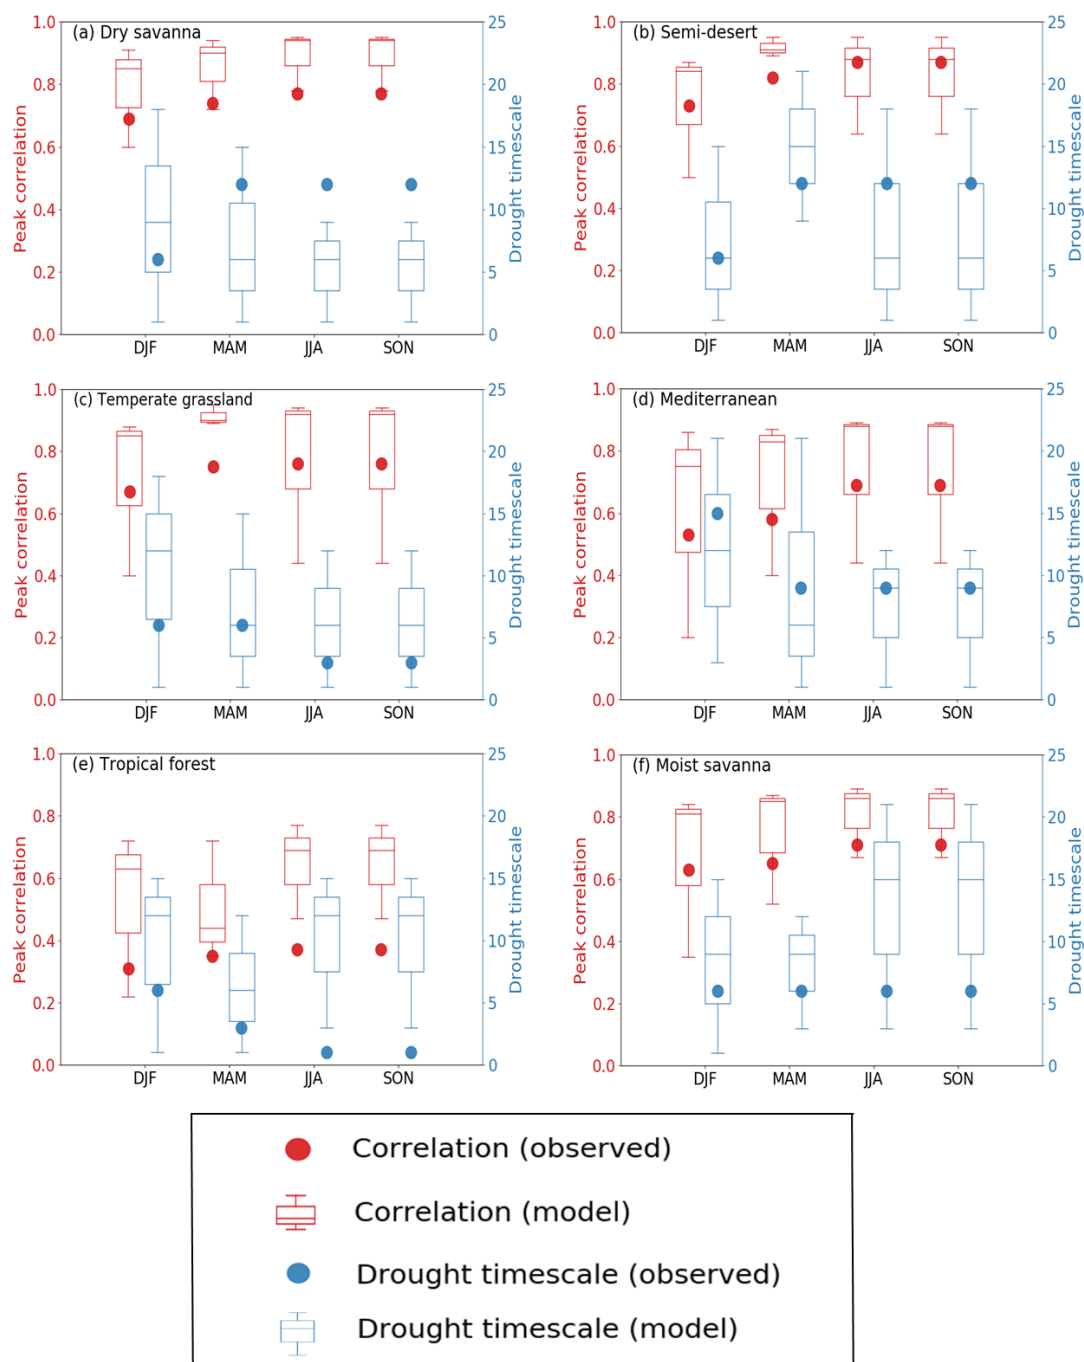 (a) Dry savanna
1.0
0.8
0.6
0.4
0.2
0.0
Peak correlation
25
20
15
10
5
0
Drought timescale
DJF MAM JJA SON
(b) Semi-desert
1.0
0.8
0.6
0.4
0.2
0.0
Peak correlation
25
20
15
10
5
0
Drought timescale
DJF MAM JJA SON
(c) Temperate grassland
1.0
0.8
0.6
0.4
0.2
0.0
Peak correlation
25
20
15
10
5
0
Drought timescale
DJF MAM JJA SON
(d) Mediterranean
1.0
0.8
0.6
0.4
0.2
0.0
Peak correlation
25
20
15
10
5
0
Drought timescale
DJF MAM JJA SON
(e) Tropical forest
1.0
0.8
0.6
0.4
0.2
0.0
Peak correlation
25
20
15
10
5
0
Drought timescale
DJF MAM JJA SON
(f) Moist savanna
1.0
0.8
0.6
0.4
0.2
0.0
Peak correlation
25
20
15
10
5
0
Drought timescale
DJF MAM JJA SON
Correlation (observed)
Correlation (model)
Drought timescale (observed)
Drought timescale (model)